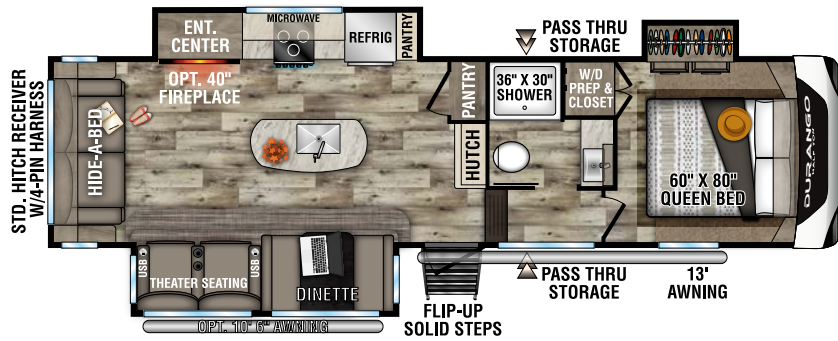 STD. HITCH RECEIVER
W/4-PIN HARNESS
HIDE-A-BED
ENT.
CENTER
OPT. 40"
FIREPLACE
MICROWAVE
REFRIG
PANTRY
PANTRY
HUTCH
PASS THRU
STORAGE
36" X 30"
SHOWER
W/D
PREP &
CLOSET
60" X 80"
QUEEN BED
DURANGO
HALF-TON
USB
THEATER SEATING
USB
DINETTE
OPT. 10' 6" AWNING
FLIP-UP
SOLID STEPS
PASS THRU
STORAGE
13'
AWNING